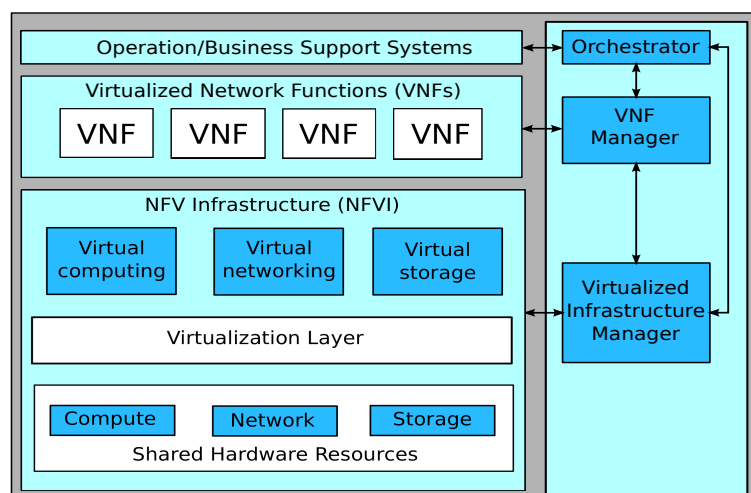 Operation/Business Support Systems
Orchestrator
Virtualized Network Functions (VNFs)
VNF VNF VNF VNF
VNF
Manager
NFV Infrastructure (NFVI)
Virtual
computing
Virtual
networking
Virtual
storage
Virtualized
Infrastructure
Manager
Virtualization Layer
Compute Network Storage
Shared Hardware Resources